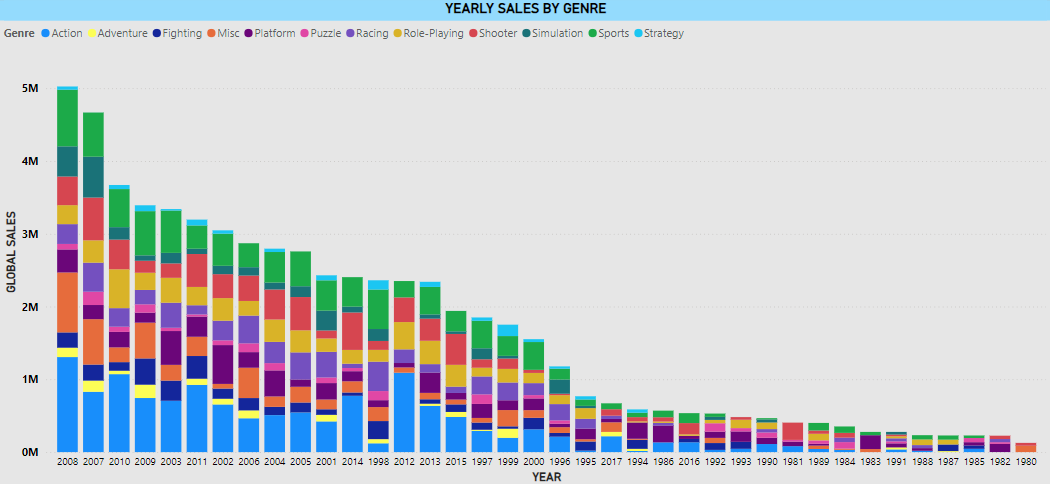 YEARLY SALES BY GENRE
Genre Action Adventure Fighting Misc Platform Puzzle Racing Role-Playing Shooter Simulation Sports Strategy
5M
4M
3M
2M
1M
0M
GLOBAL SALES
2008 2007 2010 2009 2003 2011 2002 2006 2004 2005 2001 2014 1998 2012 2013 2015 1997 1999 2000 1996 1995 2017 1994 1986 2016 1992 1993 1990 1981 1989 1984 1983 1991 1988 1987 1985 1982 1980
YEAR